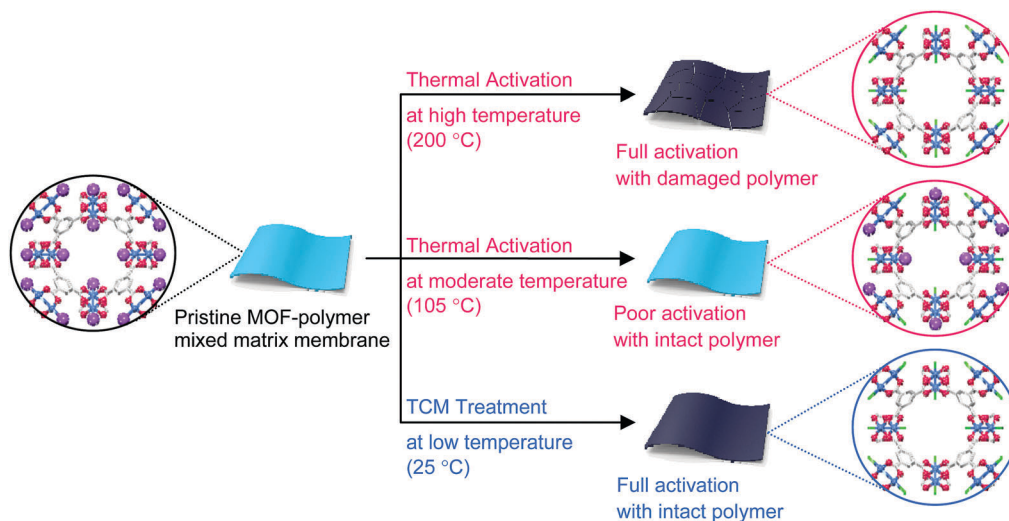 Thermal Activation
at high temperature
(200 °C)
Full activation
with damaged polymer
Pristine MOF-polymer
mixed matrix membrane
Thermal Activation
at moderate temperature
(105 °C)
Poor activation
with intact polymer
TCM Treatment
at low temperature
(25 °C)
Full activation
with intact polymer